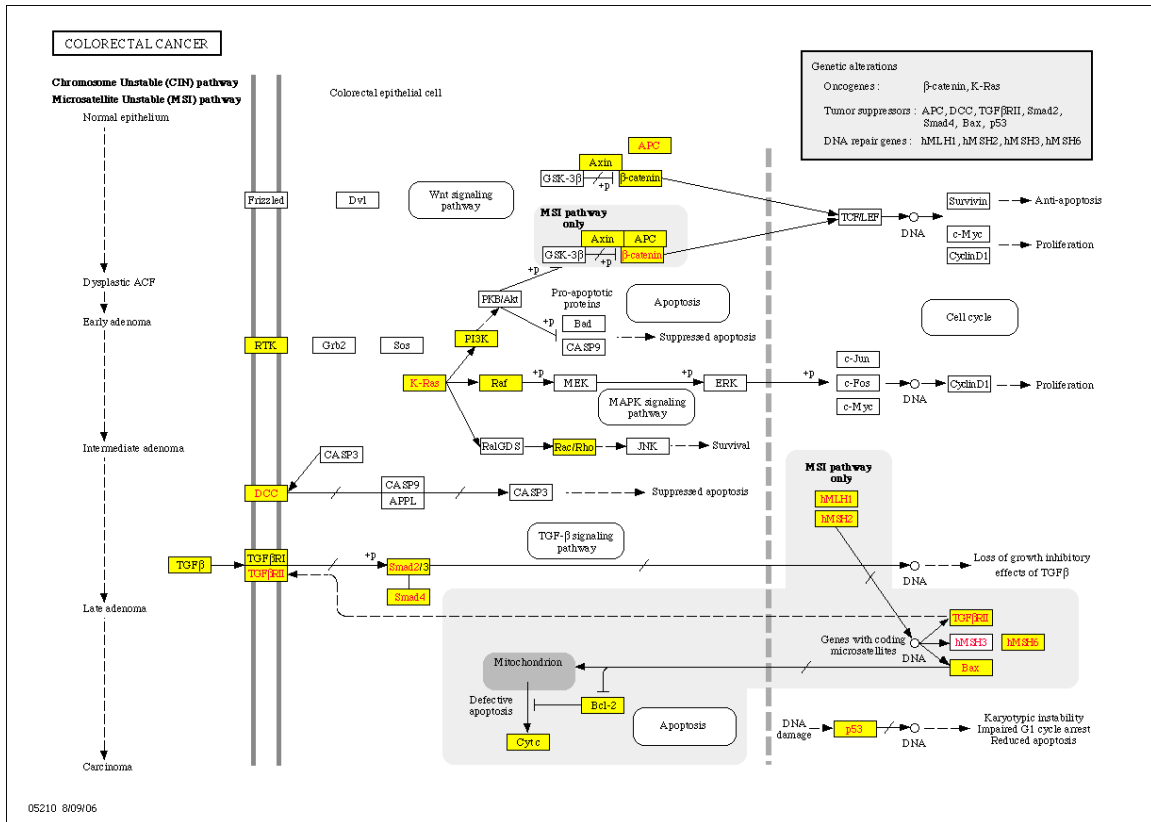 COLORECTAL CANCER
Chromosome Unstable (CIN) pathway
Microsatellite Unstable (MSI) pathway
Normal epithelium
Dysplastic ACF
Early adenoma
Intermediate adenoma
Late adenoma
Carcinoma
Colorectal epithelial cell
Genetic alterations
Oncogenes : β-catenin, K-Ras
Tumor suppressors : APC, DCC, TGFβRII, Smad2,
Smad4, Bax, p53
DNA repair genes : hMLH1, hMSH2, hMSH3, hMSH6
APC
Axin
GSK-3β
+p
β-catenin
Frizzled
Dvl
Wnt signaling
pathway
MSI pathway
only
Axin
APC
GSK-3β
+p
β-catenin
TCF/LEF
DNA
Survivin
Anti-apoptosis
c-Myc
CyclinD1
Proliferation
+p
PKB/Akt
+p
Pro-apoptotic
proteins
Bad
CASP9
Apoptosis
Suppressed apoptosis
Cell cycle
RTK
Grb2
Sos
PI3K
K-Ras
Raf
+p
MEK
+p
ERK
+p
c-Jun
c-Fos
c-Myc
DNA
CyclinD1
Proliferation
MAPK signaling
pathway
RalGDS
Rac/Rho
JNK
Survival
CASP3
DCC
CASP9
APPL
CASP3
Suppressed apoptosis
MSI pathway
only
hMLH1
hMSH2
TGF-β signaling
pathway
TGFβ
TGFβRI
TGFβRII
+p
Smad2/3
Smad4
DNA
Loss of growth inhibitory
effects of TGFβ
TGFβRII
Genes with coding
microsatellites
DNA
hMSH3
hMSH6
Bax
Mitochondrion
Defective
apoptosis
Bcl-2
Cyt c
Apoptosis
DNA
damage
p53
DNA
Karyotypic instability
Impaired G1 cycle arrest
Reduced apoptosis
05210 8/09/06